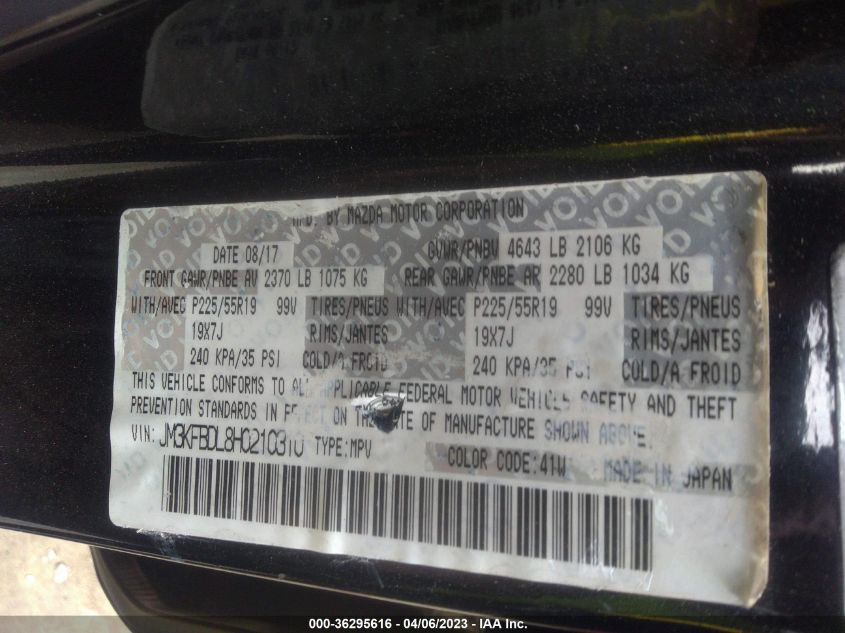 MFD. BY MAZDA MOTOR CORPORATION
DATE 08/17 GVWR/PNBV 4643 LB 2106 KG
FRONT GAWR/PNBE AV 2370 LB 1075 KG REAR GAWR/PNBE AR 2280 LB 1034 KG
WITH/AVEC P225/55R19 99V TIRES/PNEUS WITH/AVEC P225/55R19 99V TIRES/PNEUS
19X7J RIMS/JANTES 19X7J RIMS/JANTES
240 KPA/35 PSI COLD/A FROID 240 KPA/35 PSI COLD/A FROID
THIS VEHICLE CONFORMS TO ALL APPLICABLE FEDERAL MOTOR VEHICLE SAFETY AND THEFT
PREVENTION STANDARDS IN EFFECT ON THE DATE OF MANUFACTURE SHOWN ABOVE.
VIN: JM3KFBDL8H0210310 TYPE:MPV COLOR CODE:41W MADE IN JAPAN
000-36295616 - 04/06/2023 - © IAA Inc.